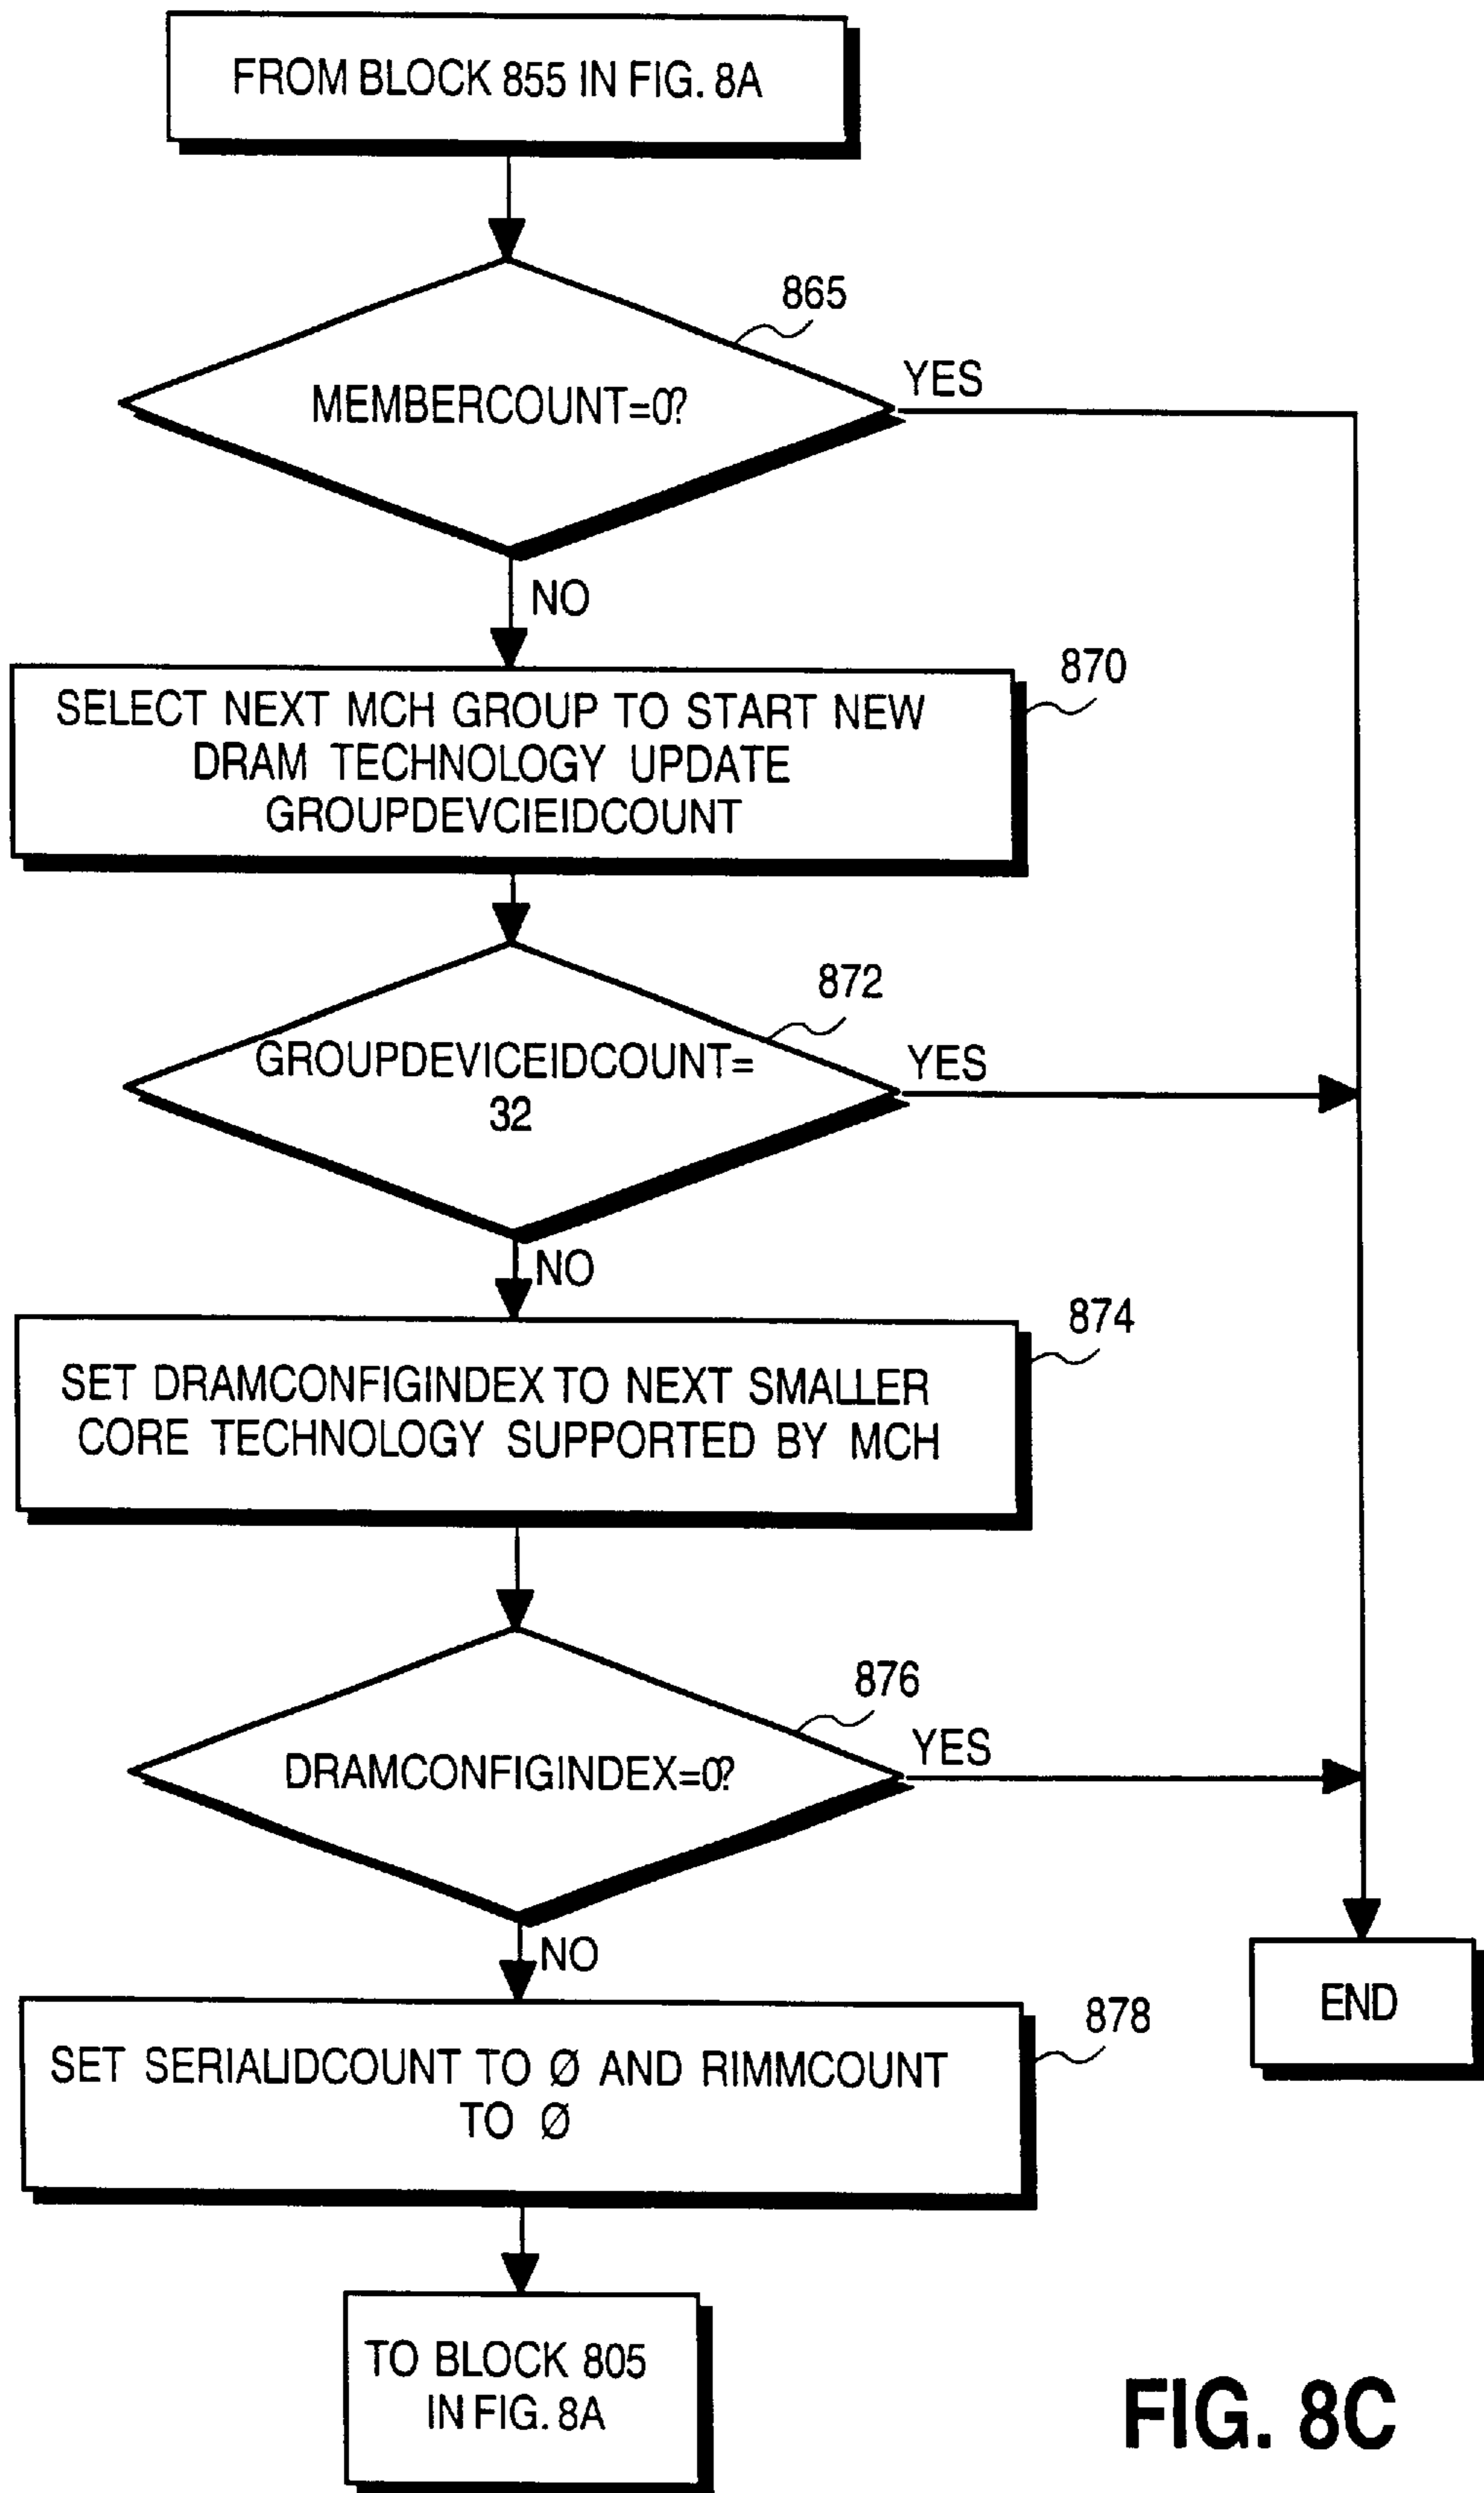 FROM BLOCK 855 IN FIG. 8A
865
MEMBERCOUNT=0?
YES
NO
870
SELECT NEXT MCH GROUP TO START NEW
DRAM TECHNOLOGY UPDATE
GROUPDEVCIEIDCOUNT
872
GROUPDEVICEIDCOUNT=
32
YES
NO
874
SET DRAMCONFIGINDEX TO NEXT SMALLER
CORE TECHNOLOGY SUPPORTED BY MCH
876
DRAMCONFIGINDEX=0?
YES
NO
END
878
SET SERIALIDCOUNT TO Ø AND RIMMCOUNT
TO Ø
TO BLOCK 805
IN FIG. 8A
FIG. 8C